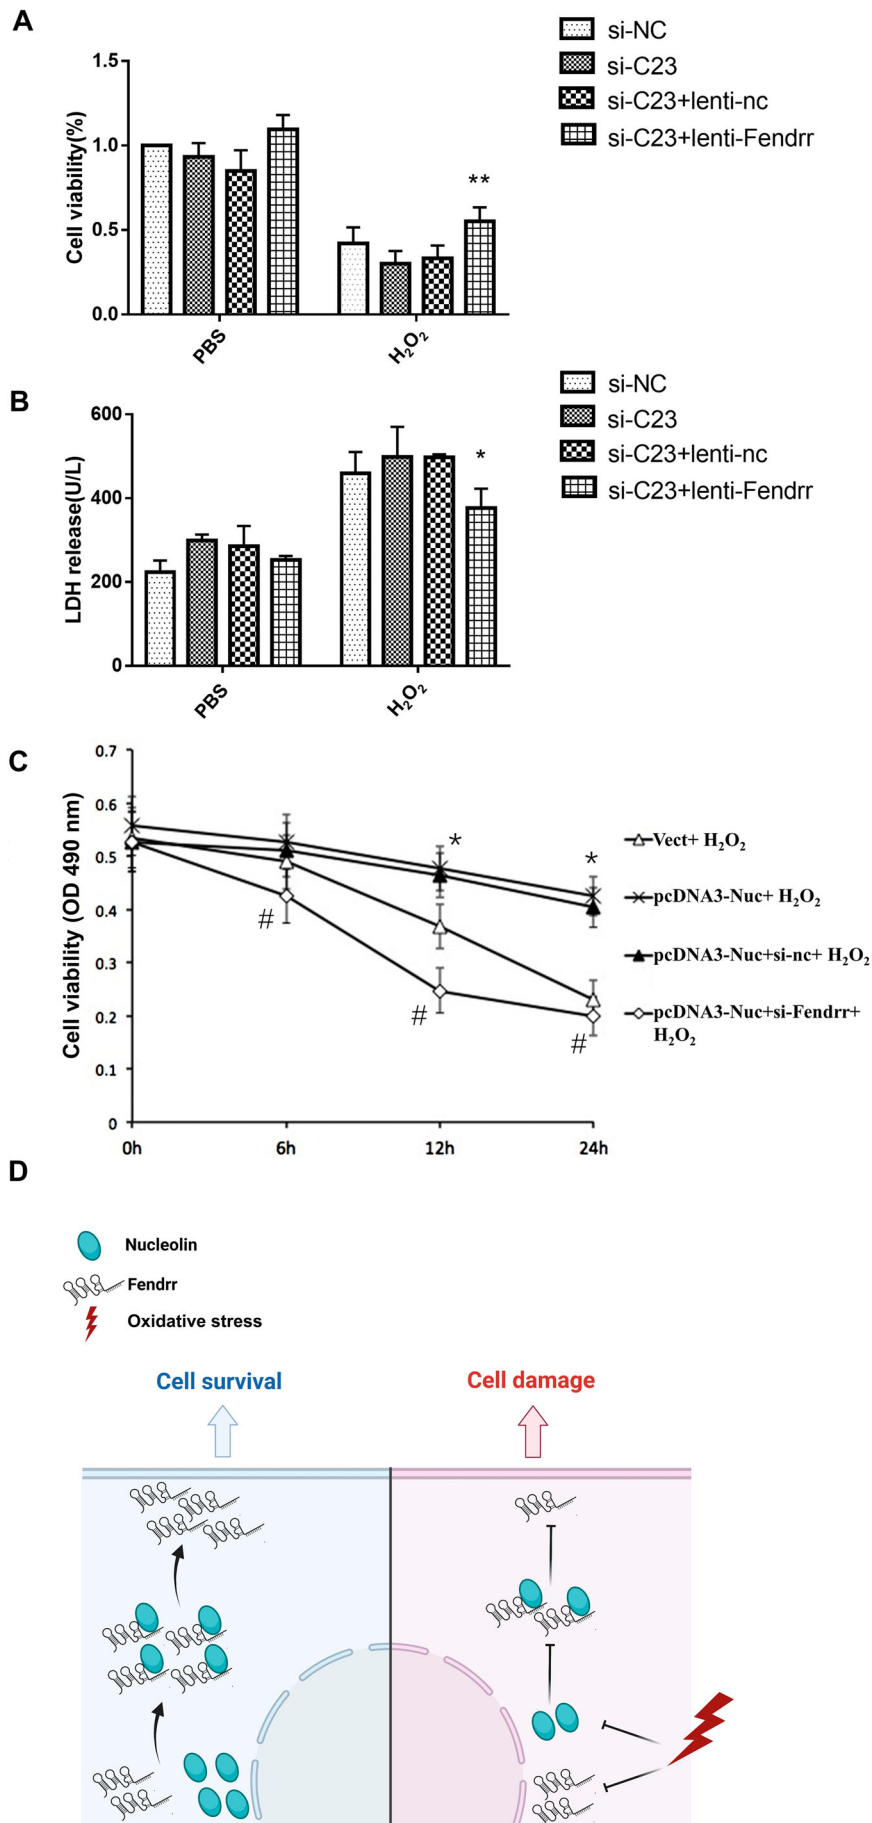 A
si-NC
si-C23
si-C23+lenti-nc
si-C23+lenti-Fendrr
Cell viability(%)
1.5
1.0
0.5
0.0
**
PBS
H₂O₂
B
si-NC
si-C23
si-C23+lenti-nc
si-C23+lenti-Fendrr
LDH release(U/L)
600
400
200
0
*
PBS
H₂O₂
C
Cell viability (OD 490 nm)
0.7
0.6
0.5
0.4
0.3
0.2
0.1
0
*
*
#
#
#
0h
6h
12h
24h
Vect+ H₂O₂
pcDNA3-Nuc+ H₂O₂
pcDNA3-Nuc+si-nc+ H₂O₂
pcDNA3-Nuc+si-Fendrr+
H₂O₂
D
Nucleolin
Fendrr
Oxidative stress
Cell survival
Cell damage